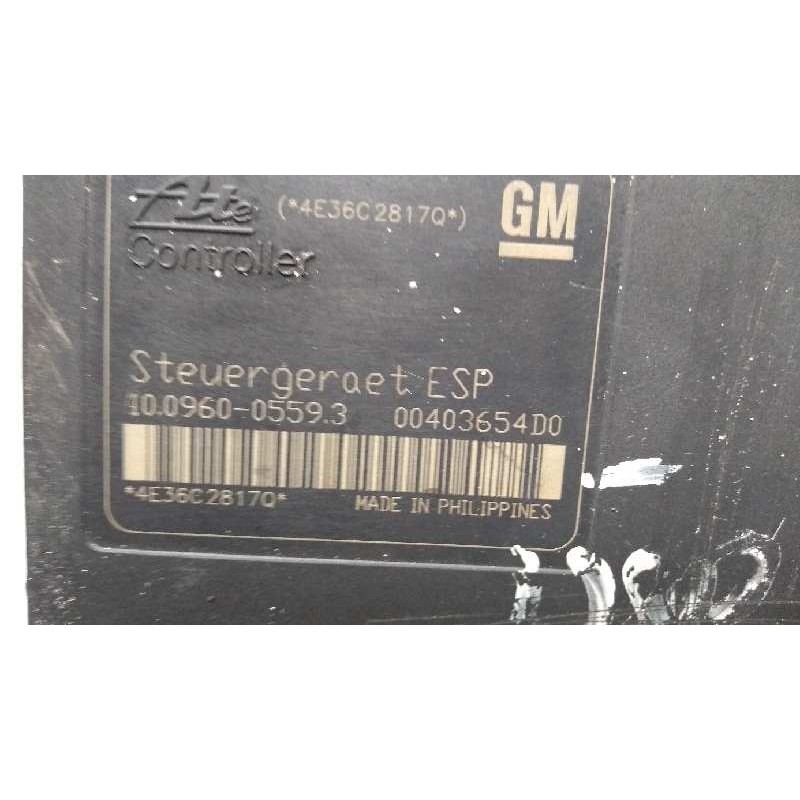 Ate (*4E36C2817Q*) GM
Controller
Steuergeraet ESP
10.0960-0559.3 00403654D0
*4E36C2817Q* MADE IN PHILIPPINES